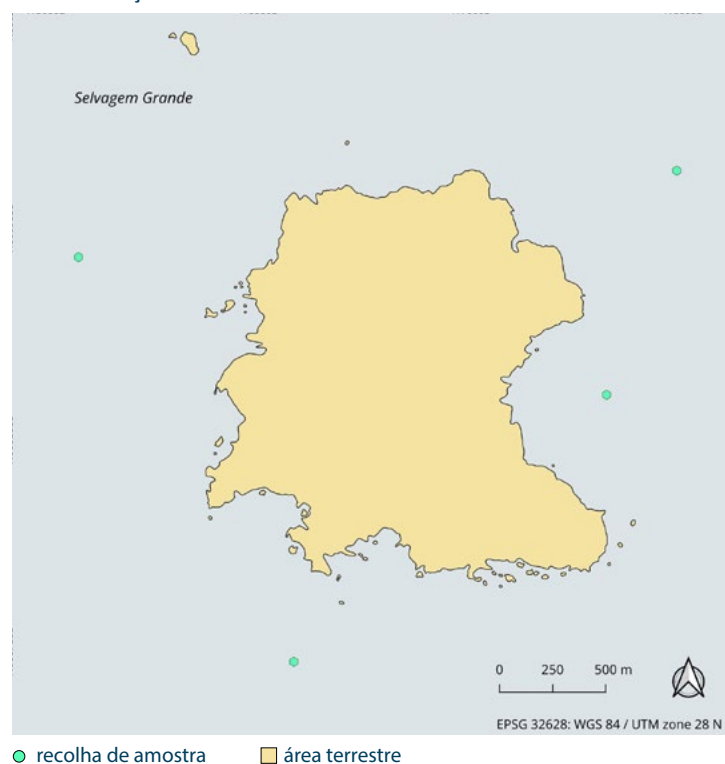 Selvagem Grande
0 250 500 m
EPSG 32628: WGS 84 / UTM zone 28 N
recolha de amostra área terrestre